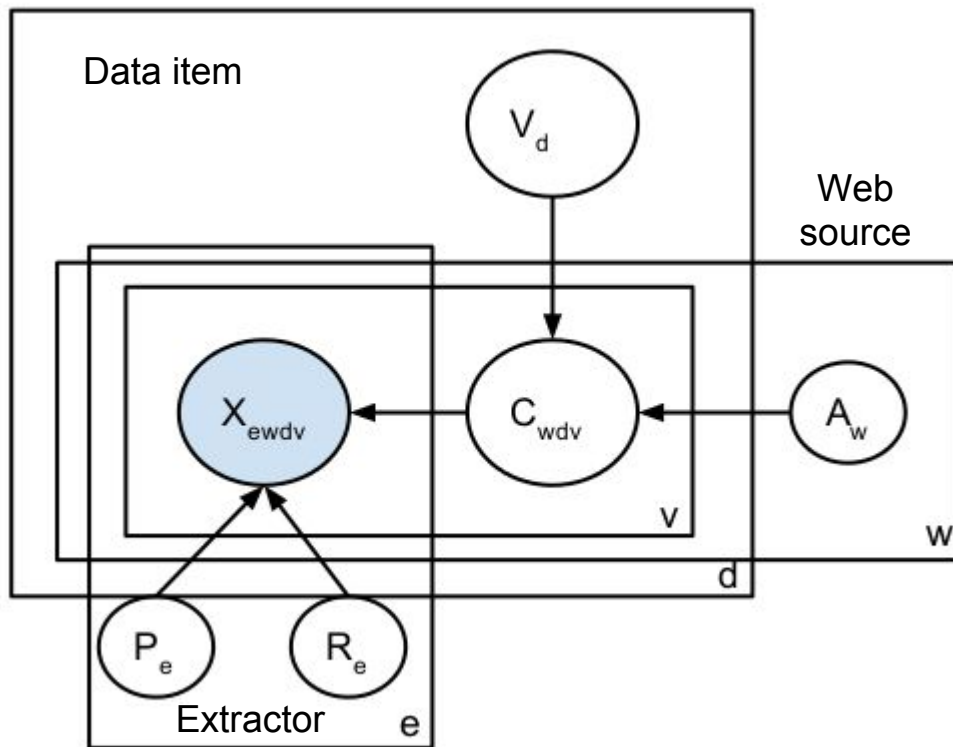 Data item
V_d
Web
source
X_ewdv
C_wdv
A_w
v
w
d
P_e
R_e
Extractor
e